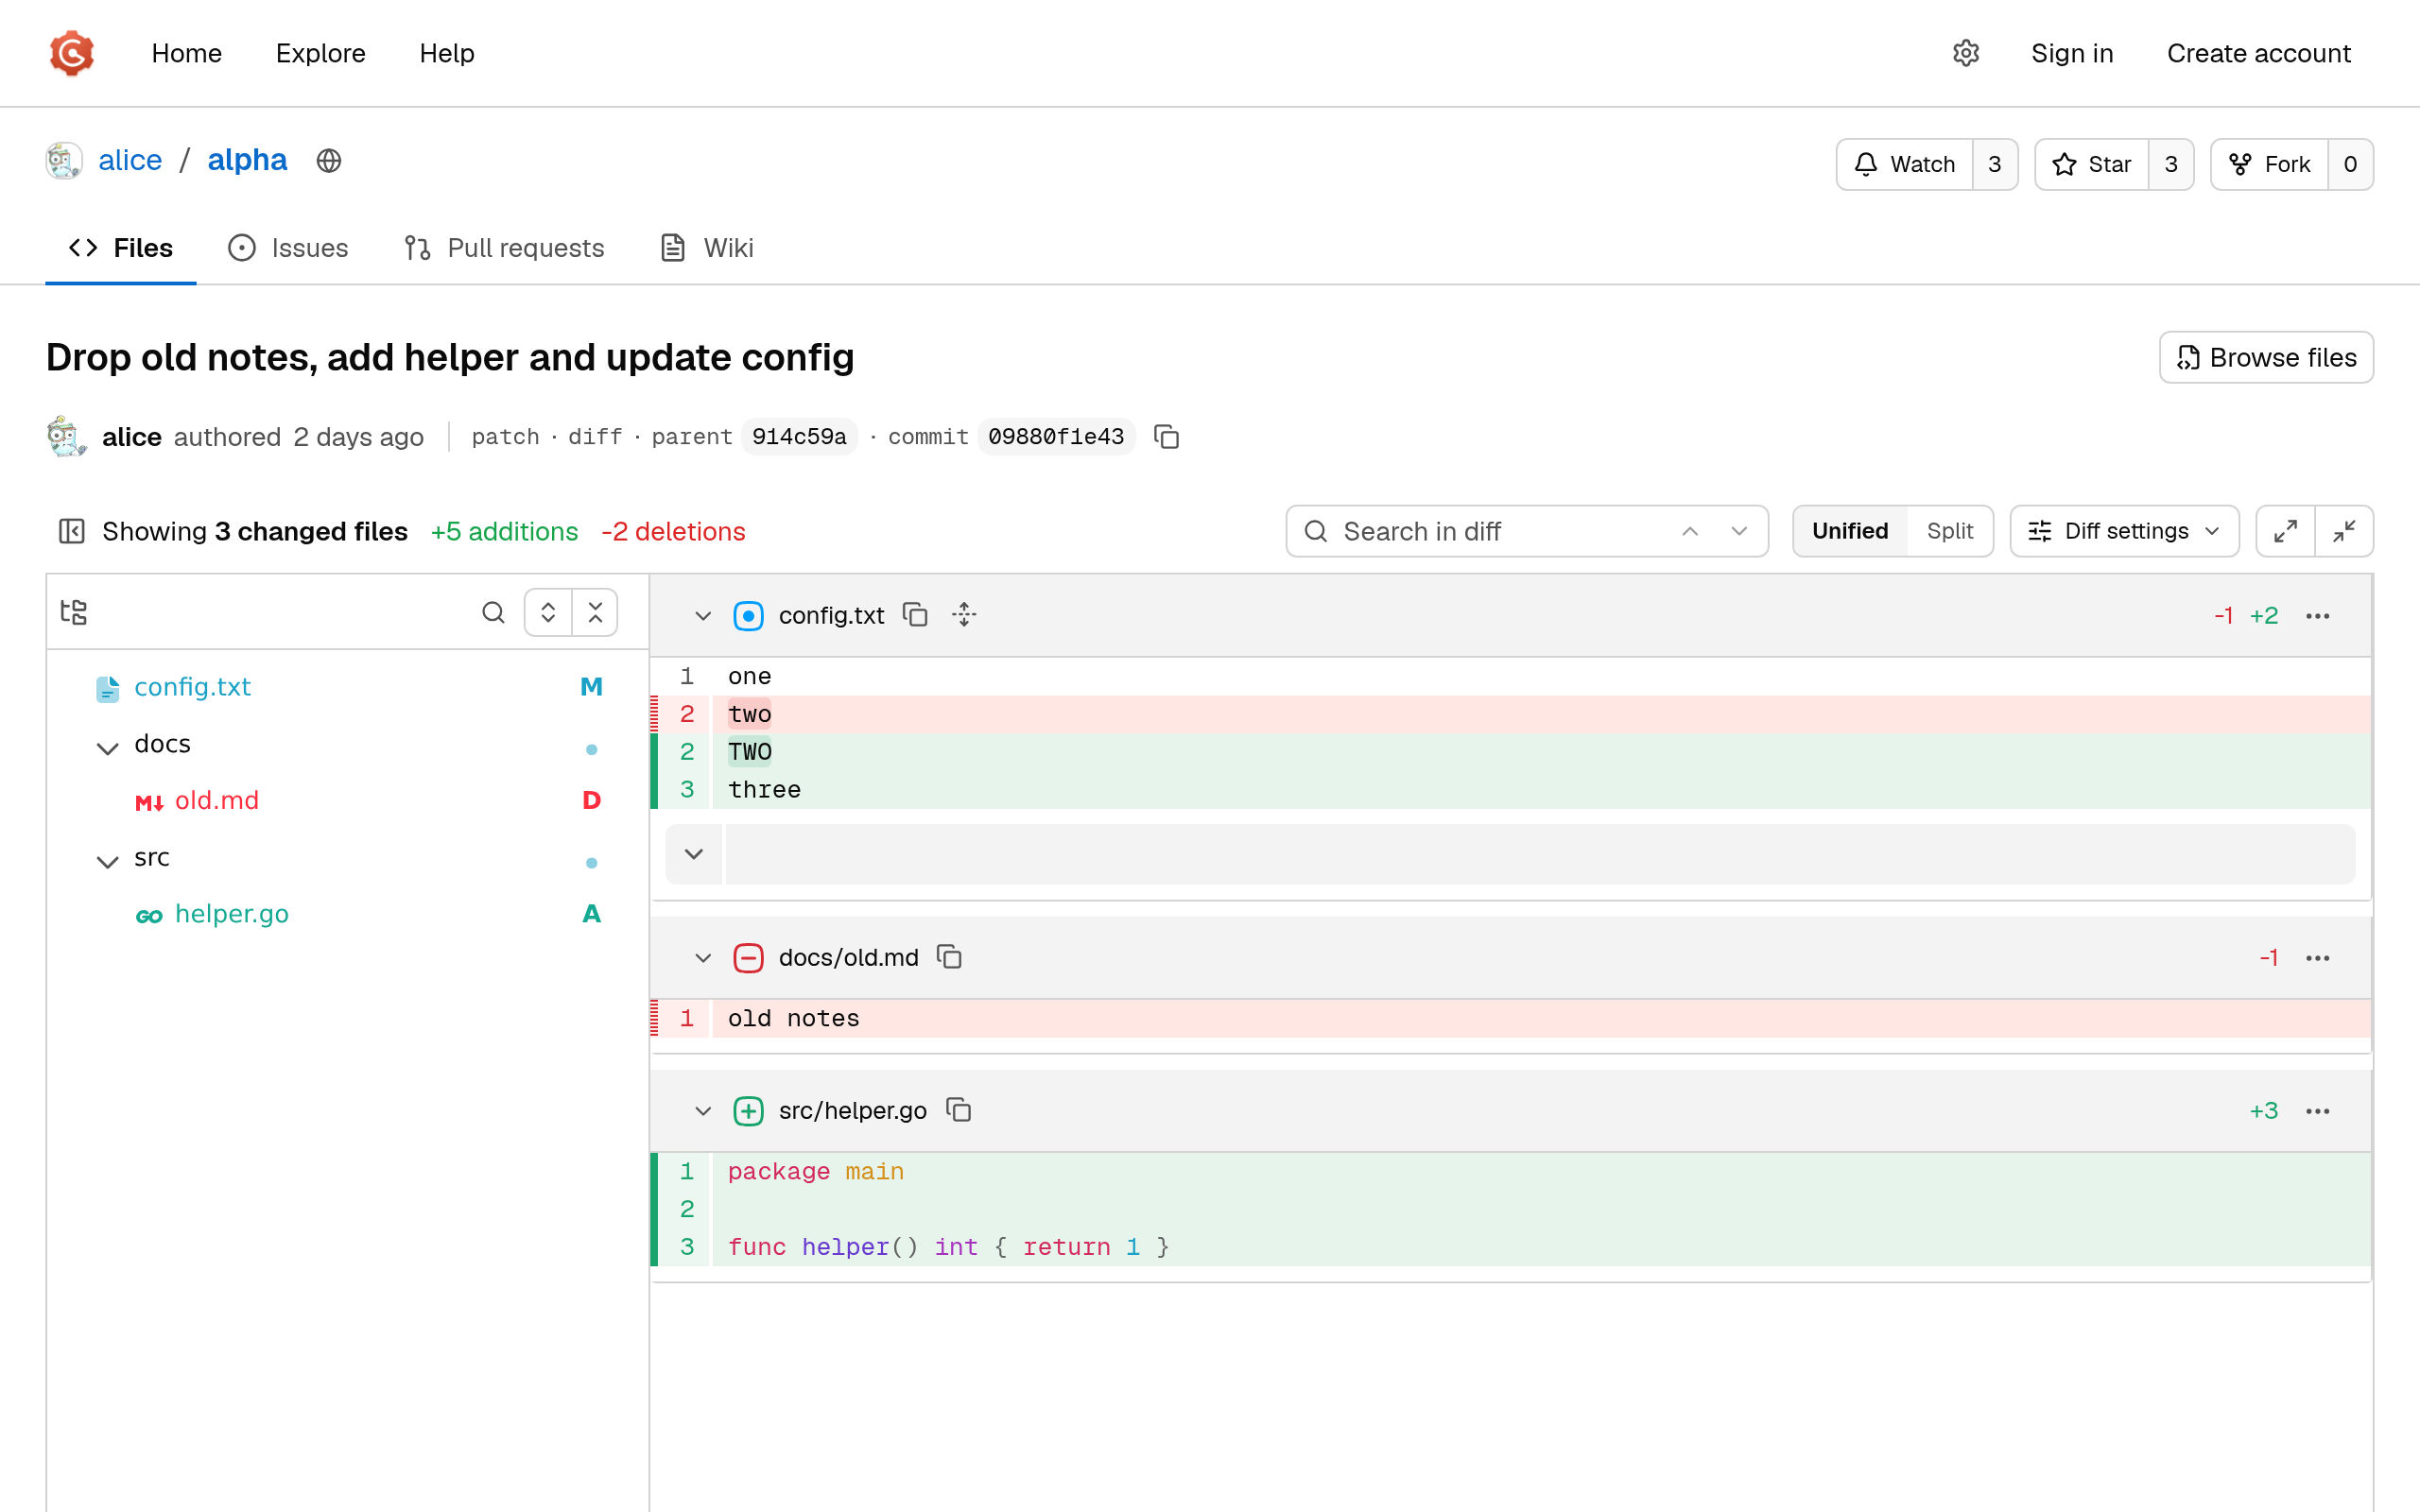 Home Explore Help Sign in Create account
alice / alpha Watch 3 Star 3 Fork 0
Files Issues Pull requests Wiki
Drop old notes, add helper and update config Browse files
alice authored 2 days ago patch · diff · parent 914c59a · commit 09880f1e43
Showing 3 changed files +5 additions -2 deletions Search in diff Unified Split Diff settings
config.txt M
docs
old.md D
src
helper.go A
config.txt -1 +2
1 one
2 two
2 TWO
3 three
docs/old.md -1
1 old notes
src/helper.go +3
1 package main
2
3 func helper() int { return 1 }